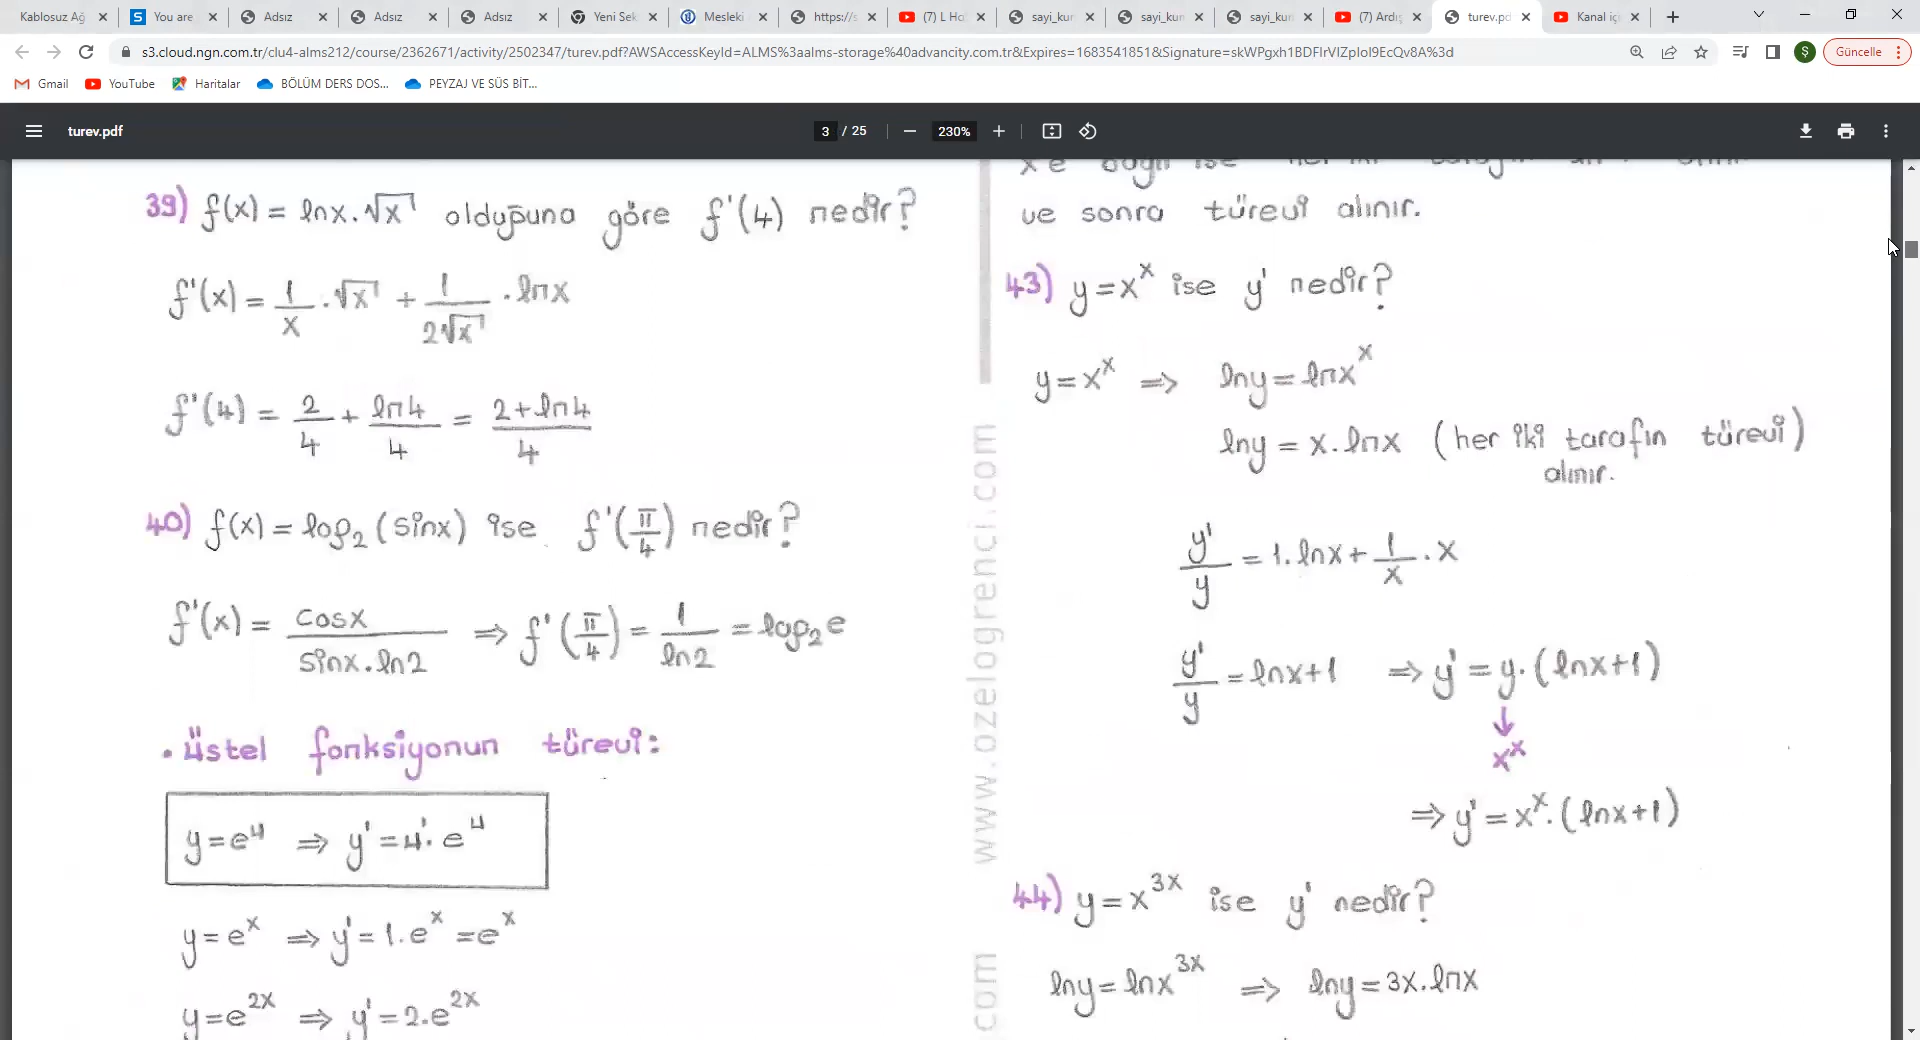 Kablosuz Ağ
You are
Adsız
Adsız
Adsız
Yeni Sek
Mesleki
https://s
(7) L Ho
sayi_kur
sayi_kur
sayi_kur
(7) Ardış
turev.pd
Kanal içi
s3.cloud.ngn.com.tr/clu4-alms212/course/2362671/activity/2502347/turev.pdf?AWSAccessKeyId=ALMS%3aalms-storage%40advancity.com.tr&Expires=1683541851&Signature=skWPgxh1BDFIrVIZploI9EcQv8A%3d
Güncelle
Gmail
YouTube
Haritalar
BÖLÜM DERS DOS...
PEYZAJ VE SÜS BİT...
turev.pdf
3 / 25
230%
39) f(x) = lnx.√x olduğuna göre f'(4) nedir?
f'(x) = 1/x . √x + 1/(2√x) . lnx
f'(4) = 2/4 + ln4/4 = (2+ln4)/4
40) f(x) = log₂(sinx) ise f'(π/4) nedir?
f'(x) = cosx/(sinx.ln2) ⇒ f'(π/4) = 1/ln2 = log₂e
• Üstel fonksiyonun türevi:
y=e^u ⇒ y' = u'. e^u
y=e^x ⇒ y' = 1.e^x = e^x
y=e^2x ⇒ y' = 2.e^2x
ve sonra türevi alınır.
43) y=x^x ise y' nedir?
y=x^x ⇒ lny = lnx^x
lny = x.lnx (her iki tarafın türevi)
alınır.
y'/y = 1.lnx + 1/x . x
y'/y = lnx+1 ⇒ y' = y.(lnx+1)
↓
x^x
⇒ y' = x^x.(lnx+1)
44) y=x^3x ise y' nedir?
lny = lnx^3x ⇒ lny = 3x.lnx
www.ozelogrenci.com
com